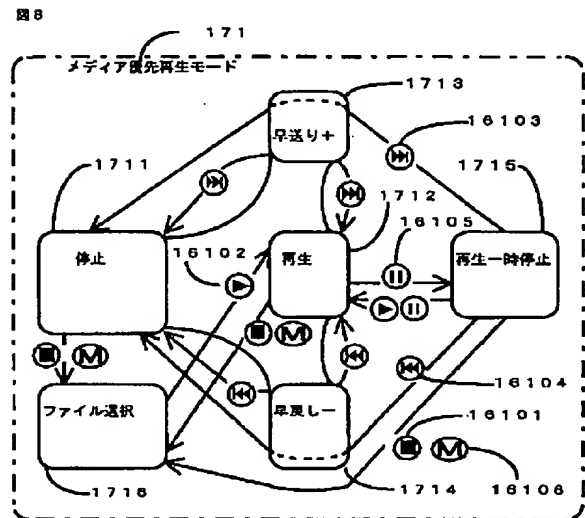 図8
171
メディア優先再生モード
1713
早送り+
16103
1711
1715
1712
16105
停止
16102
再生
再生一時停止
M
M
ファイル選択
早戻しー
16104
16101
M
1716
1714
16106